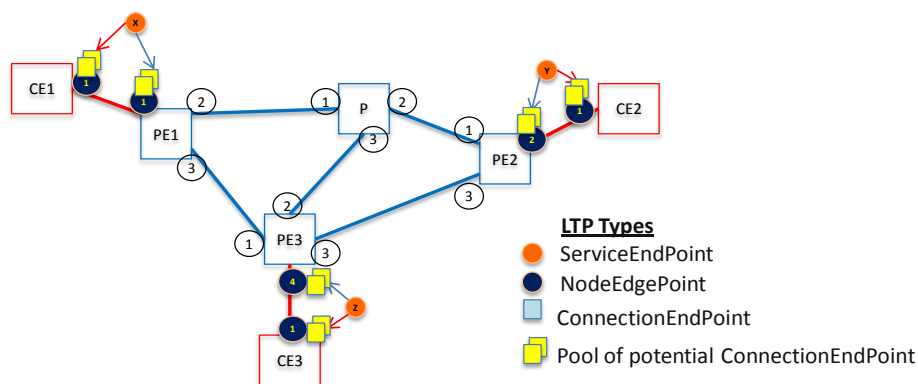 X
CE1
1
1
2
1
P
2
Y
1
CE2
PE1
3
3
1
PE2
2
3
2
1
PE3
3
LTP Types
ServiceEndPoint
4
Z
NodeEdgePoint
1
ConnectionEndPoint
CE3
Pool of potential ConnectionEndPoint